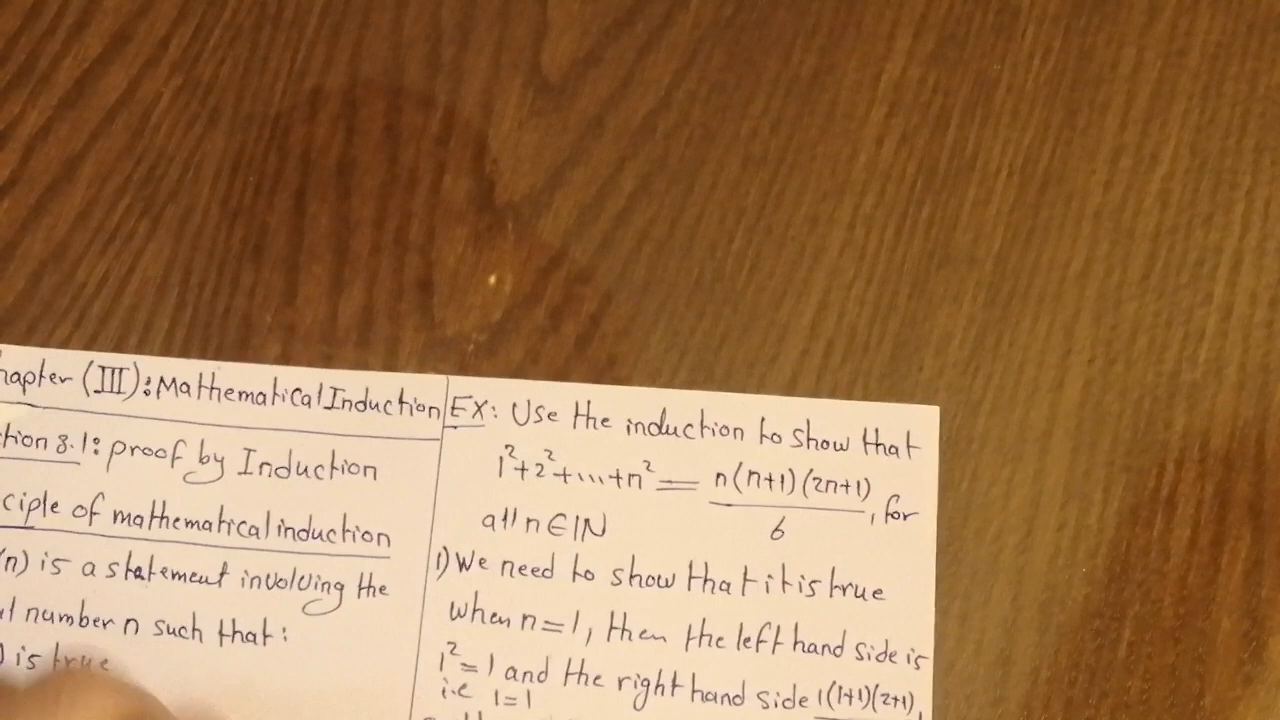 hapter (III): Mathematical Induction
tion 3.1: proof by Induction
ciple of mathematical induction
(n) is a statement involving the
number n such that:
) is true
EX: Use the induction to show that
1²+2²+...+n² = n(n+1)(2n+1)/6, for
all n∈ℕ
1) We need to show that it is true
when n=1, then the left hand side is
1²=1 and the right hand side 1(1+1)(2+1),
i.e 1=1